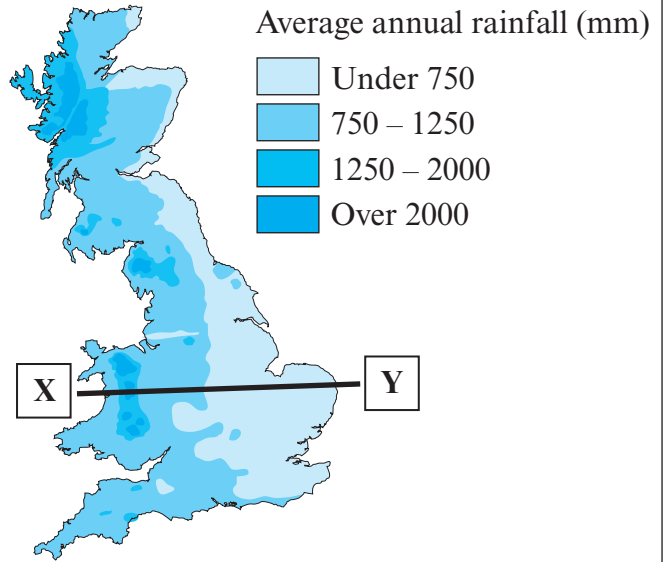 Average annual rainfall (mm)
Under 750
750 – 1250
1250 – 2000
Over 2000
X
Y